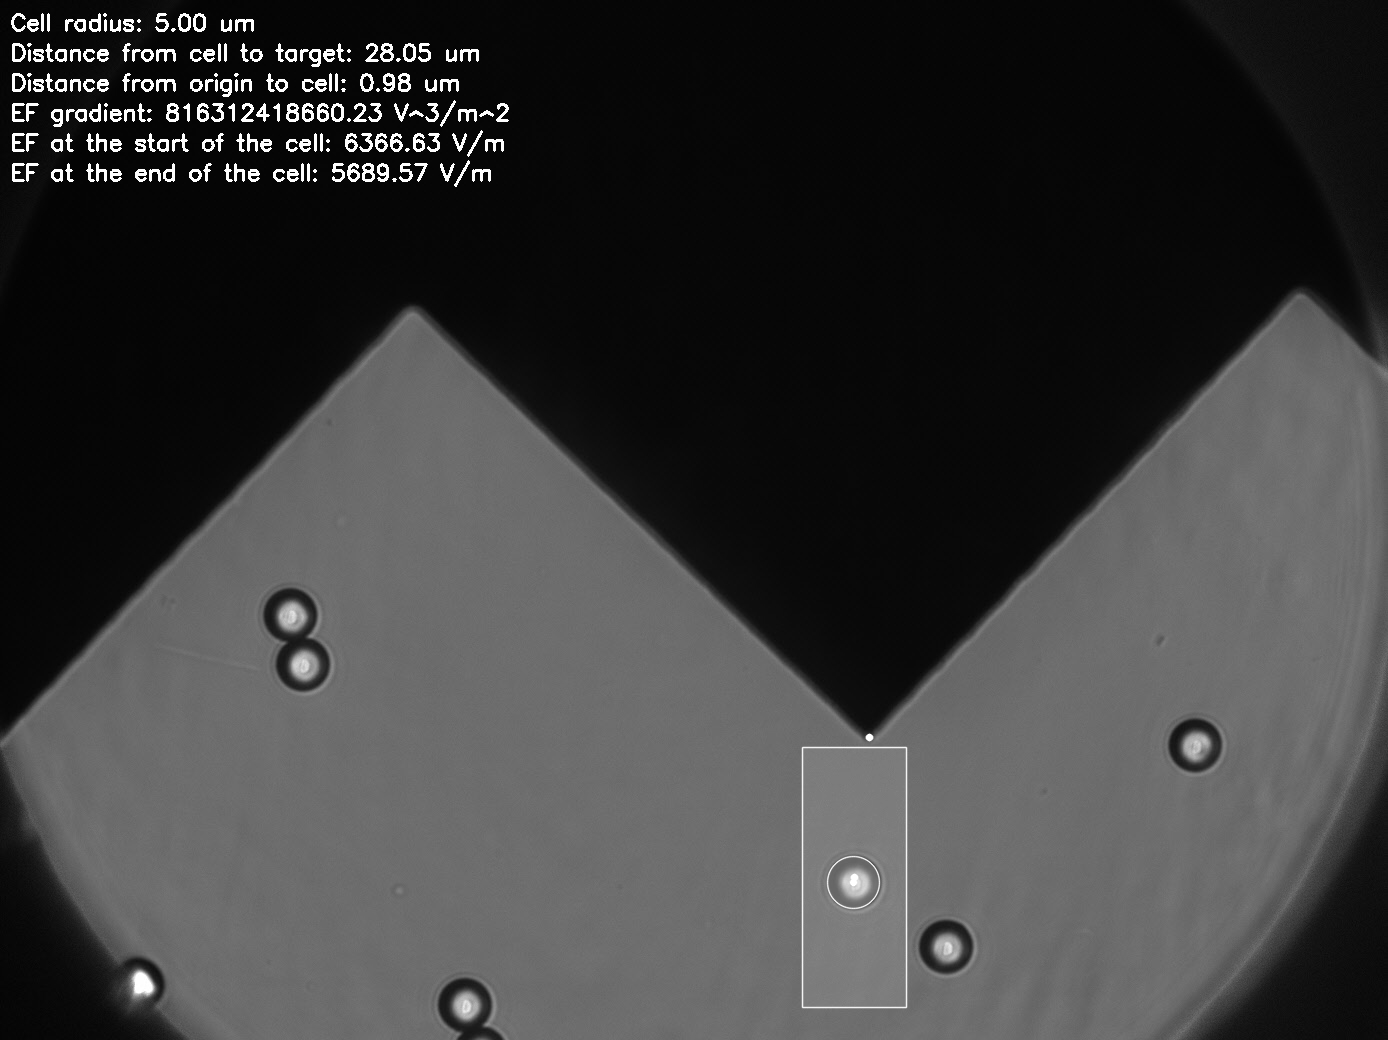 Cell radius: 5.00 um
Distance from cell to target: 28.05 um
Distance from origin to cell: 0.98 um
EF gradient: 816312418660.23 V^3/m^2
EF at the start of the cell: 6366.63 V/m
EF at the end of the cell: 5689.57 V/m